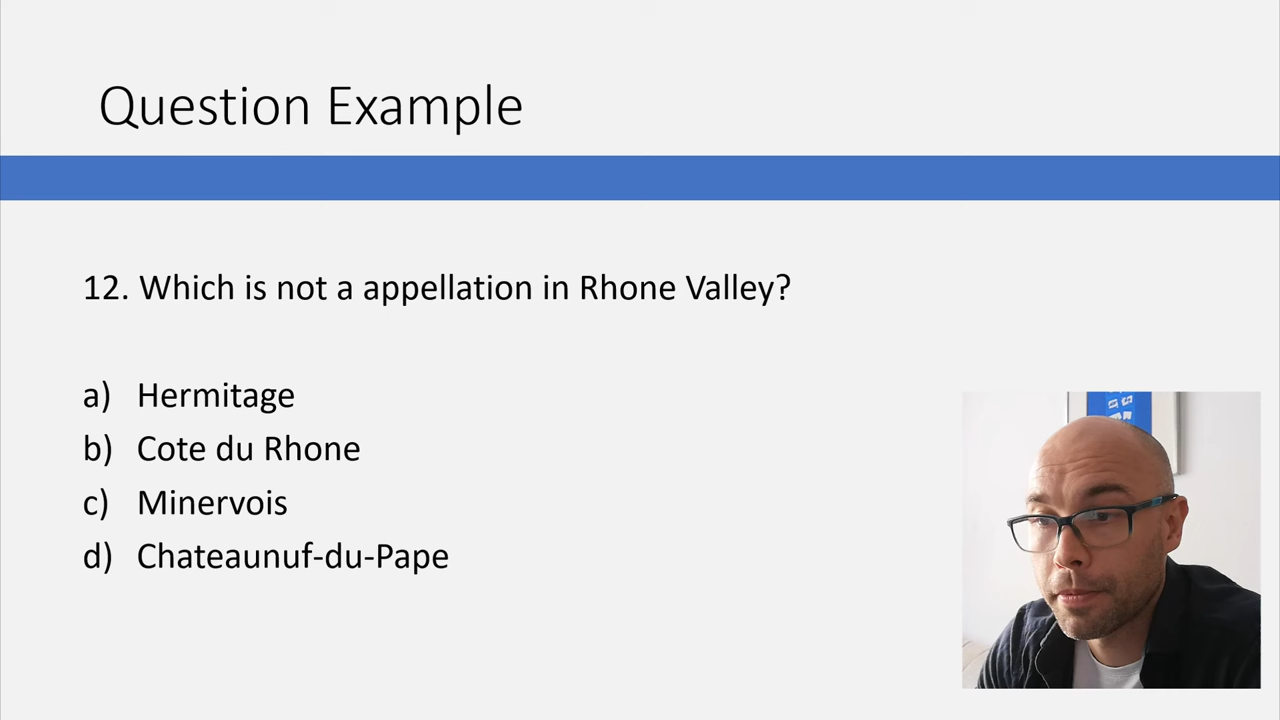 Question Example
12. Which is not a appellation in Rhone Valley?
a) Hermitage
b) Cote du Rhone
c) Minervois
d) Chateaunuf-du-Pape